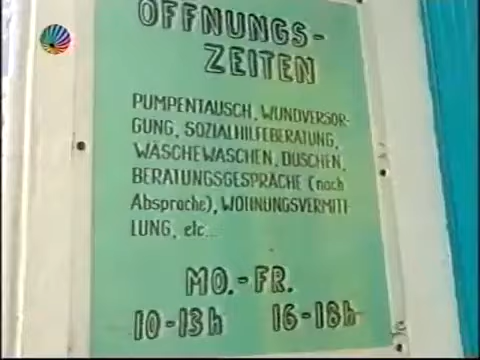 ÖFFNUNGS-
ZEITEN
PUMPENTAUSCH, WUNDVERSOR-
GUNG, SOZIALHILFEBERATUNG,
WÄSCHEWASCHEN, DUSCHEN,
BERATUNGSGESPRÄCHE (nach
Absprache), WOHNUNGSVERMITT
LUNG, etc...
MO.-FR.
10-13h 16-18h